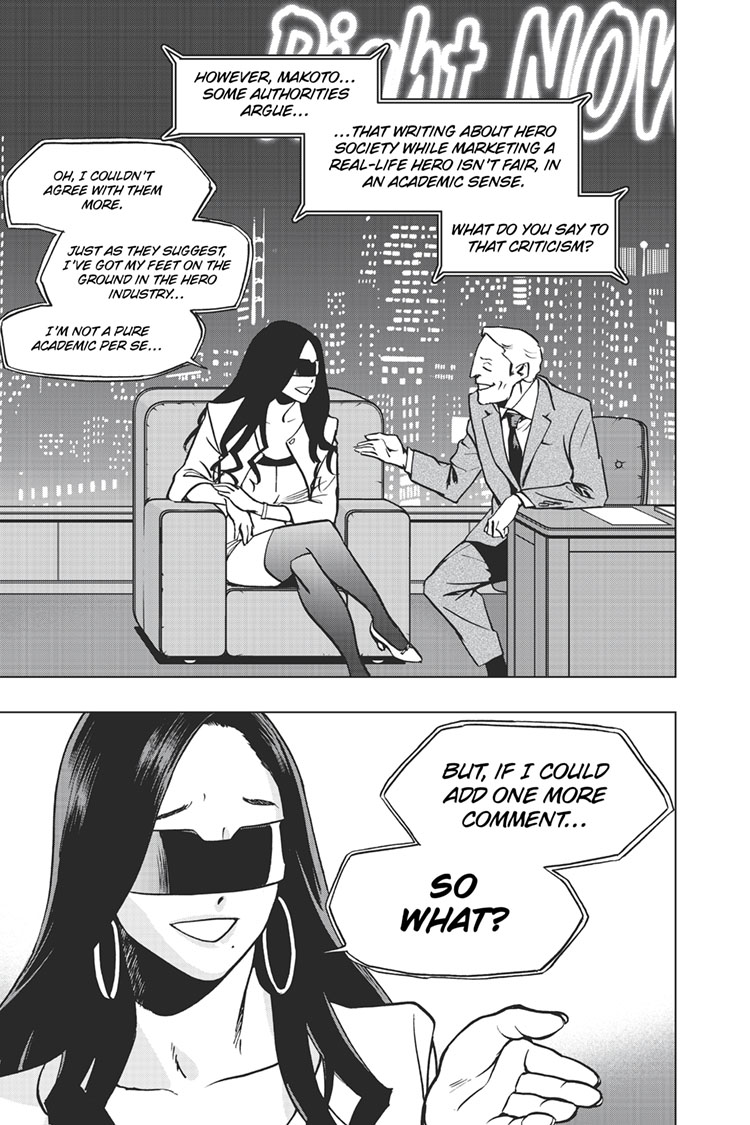 Right NOW
HOWEVER, MAKOTO...
SOME AUTHORITIES
ARGUE...
...THAT WRITING ABOUT HERO
SOCIETY WHILE MARKETING A
REAL-LIFE HERO ISN'T FAIR, IN
AN ACADEMIC SENSE.
WHAT DO YOU SAY TO
THAT CRITICISM?
OH, I COULDN'T
AGREE WITH THEM
MORE.
JUST AS THEY SUGGEST,
I'VE GOT MY FEET ON THE
GROUND IN THE HERO
INDUSTRY...
I'M NOT A PURE
ACADEMIC PER SE...
BUT, IF I COULD
ADD ONE MORE
COMMENT...
SO
WHAT?